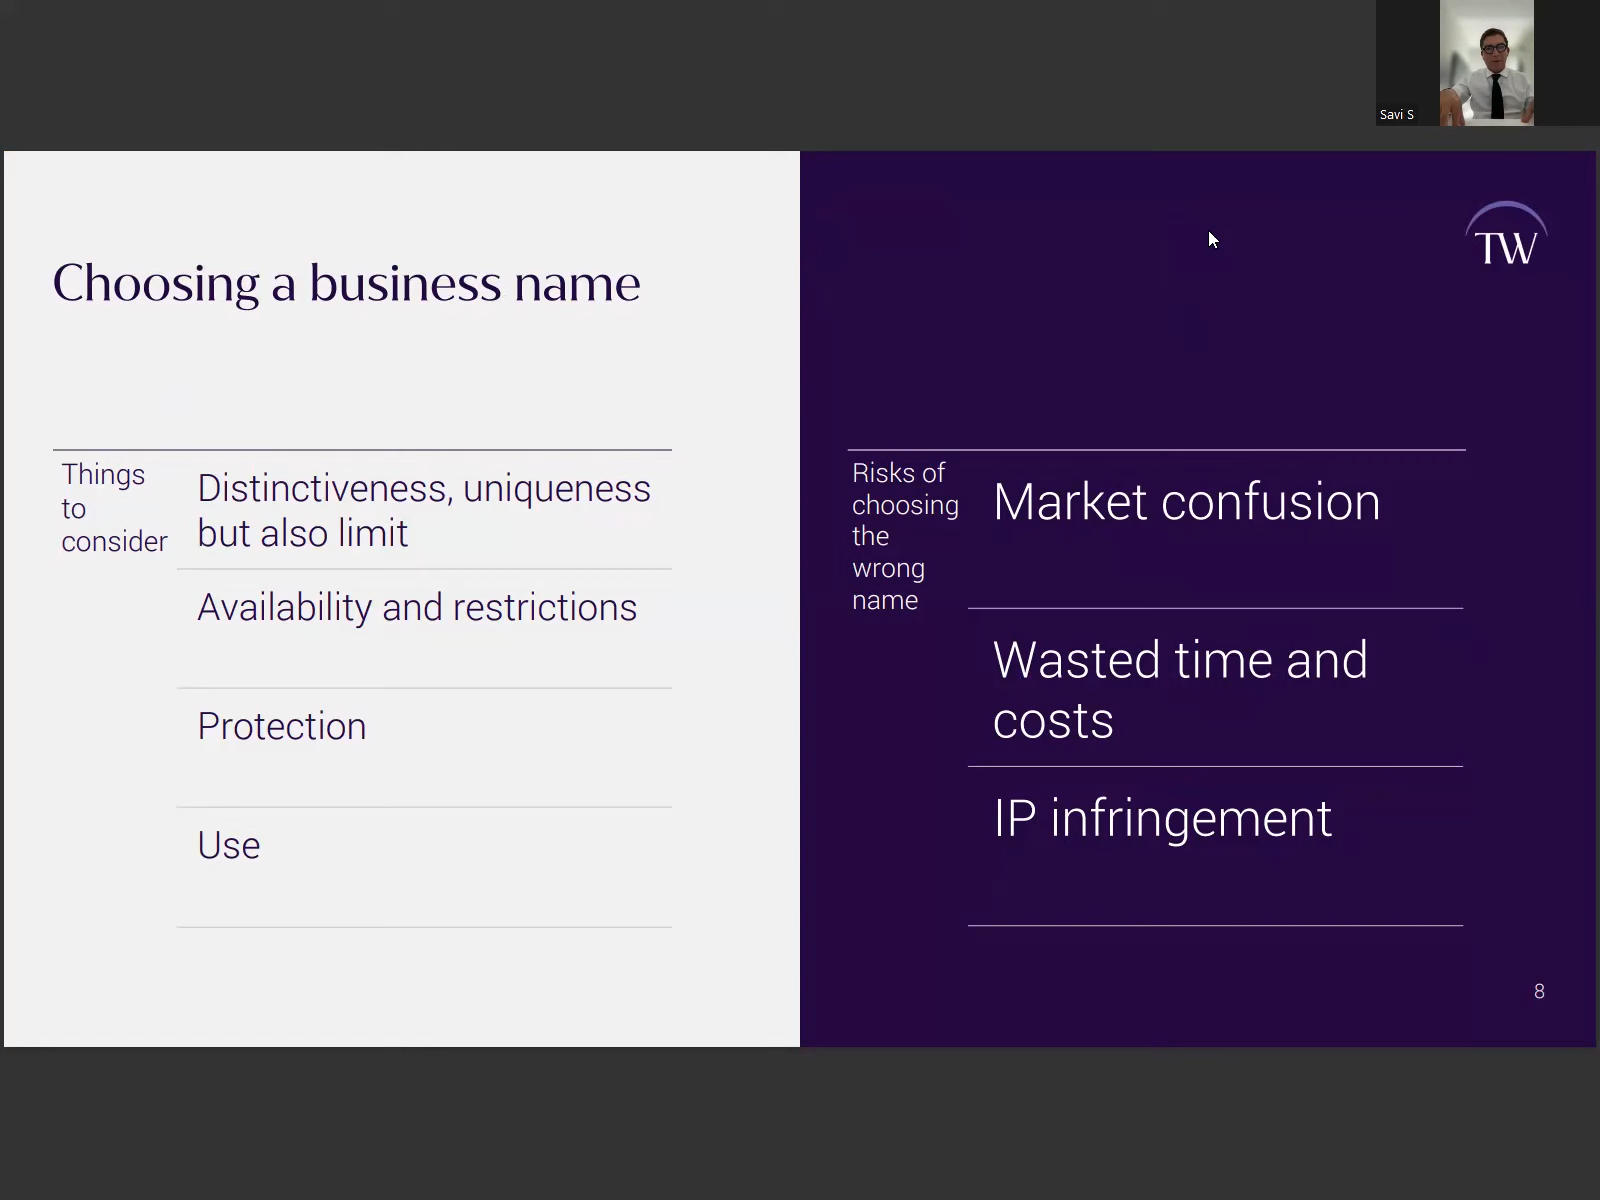 Savi S
TW
Choosing a business name
Things
to
consider
Distinctiveness, uniqueness
but also limit
Availability and restrictions
Protection
Use
Risks of
choosing
the
wrong
name
Market confusion
Wasted time and
costs
IP infringement
8